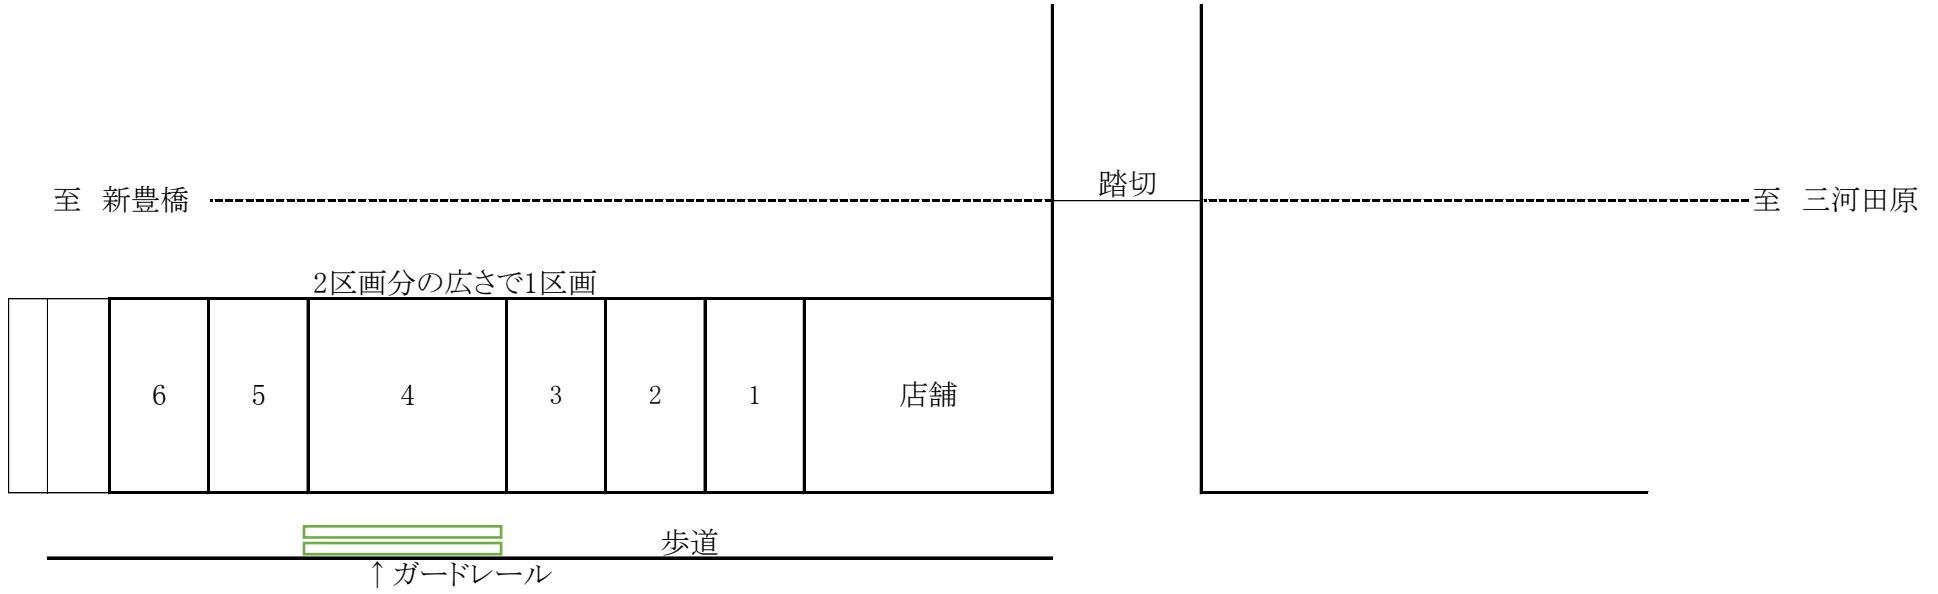 踏切
至 新豊橋
至 三河田原
2区画分の広さで1区画
6
5
4
3
2
1
店舗
歩道
↑ガードレール